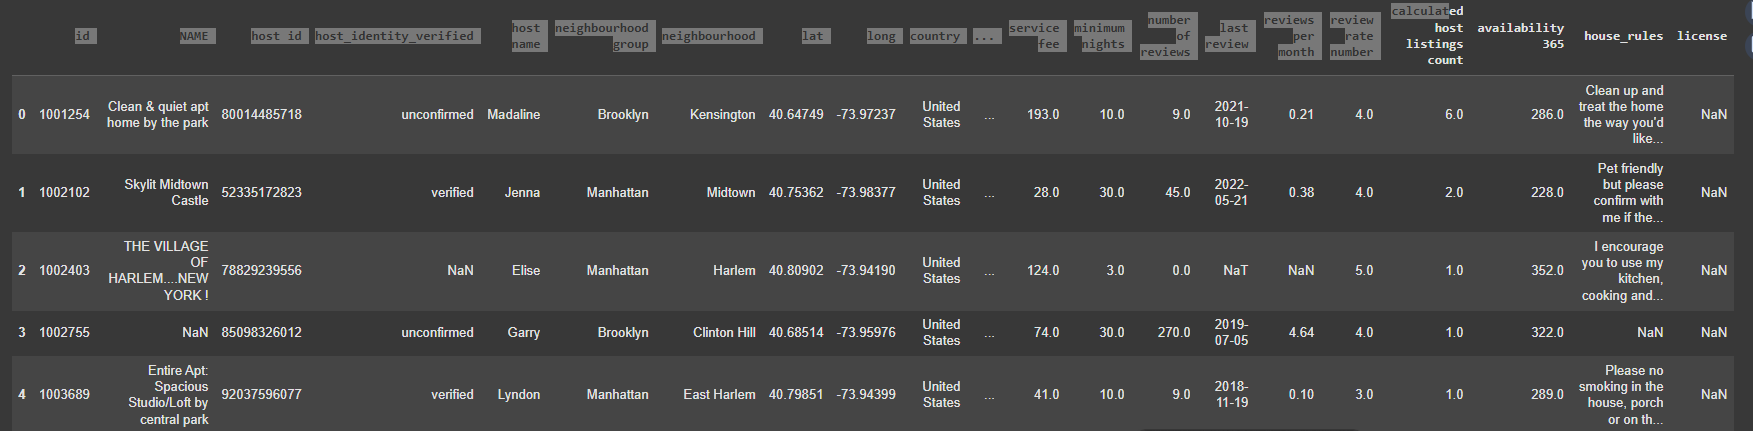 id NAME host id host_identity_verified host name neighbourhood group neighbourhood lat long country ... service fee minimum nights number of reviews last review reviews per month review rate number calculated host listings count availability 365 house_rules license
0 1001254 Clean & quiet apt home by the park 80014485718 unconfirmed Madaline Brooklyn Kensington 40.64749 -73.97237 United States ... 193.0 10.0 9.0 2021-10-19 0.21 4.0 6.0 286.0 Clean up and treat the home the way you'd like... NaN
1 1002102 Skylit Midtown Castle 52335172823 verified Jenna Manhattan Midtown 40.75362 -73.98377 United States ... 28.0 30.0 45.0 2022-05-21 0.38 4.0 2.0 228.0 Pet friendly but please confirm with me if the... NaN
2 1002403 THE VILLAGE OF HARLEM....NEW YORK ! 78829239556 NaN Elise Manhattan Harlem 40.80902 -73.94190 United States ... 124.0 3.0 0.0 NaT NaN 5.0 1.0 352.0 I encourage you to use my kitchen, cooking and... NaN
3 1002755 NaN 85098326012 unconfirmed Garry Brooklyn Clinton Hill 40.68514 -73.95976 United States ... 74.0 30.0 270.0 2019-07-05 4.64 4.0 1.0 322.0 NaN NaN
4 1003689 Entire Apt: Spacious Studio/Loft by central park 92037596077 verified Lyndon Manhattan East Harlem 40.79851 -73.94399 United States ... 41.0 10.0 9.0 2018-11-19 0.10 3.0 1.0 289.0 Please no smoking in the house, porch or on th... NaN